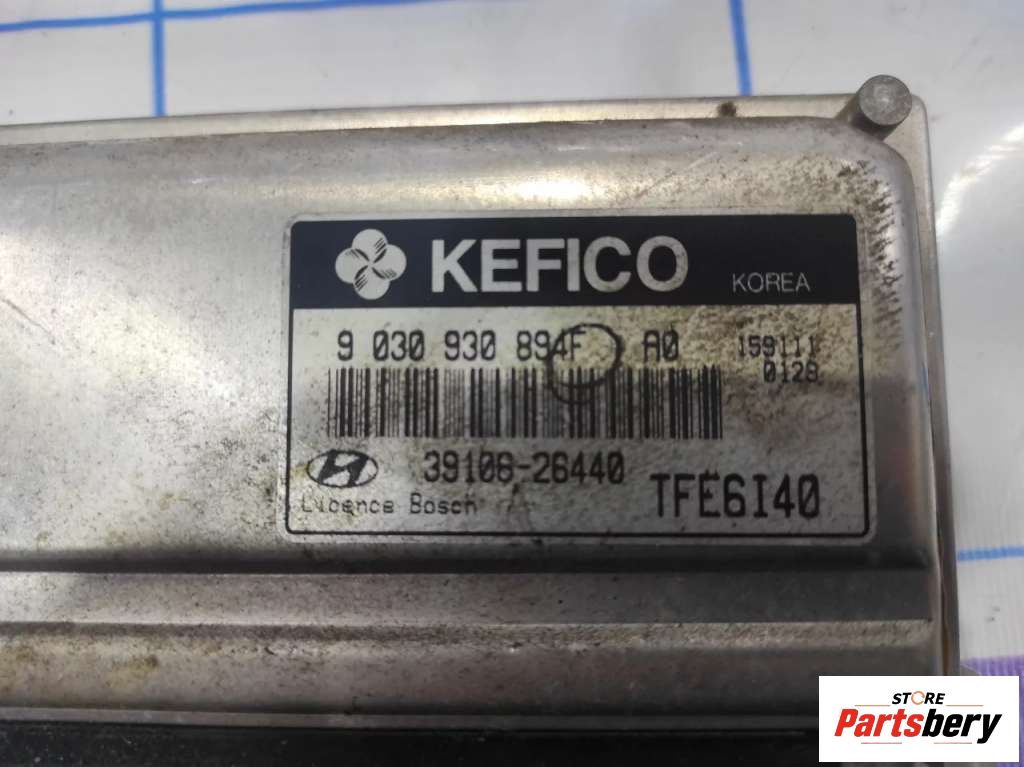 KEFICO KOREA
9 030 930 894F A0 159111
0128
39106-26440
Licence Bosch TFE6I40
STORE
Partsbery